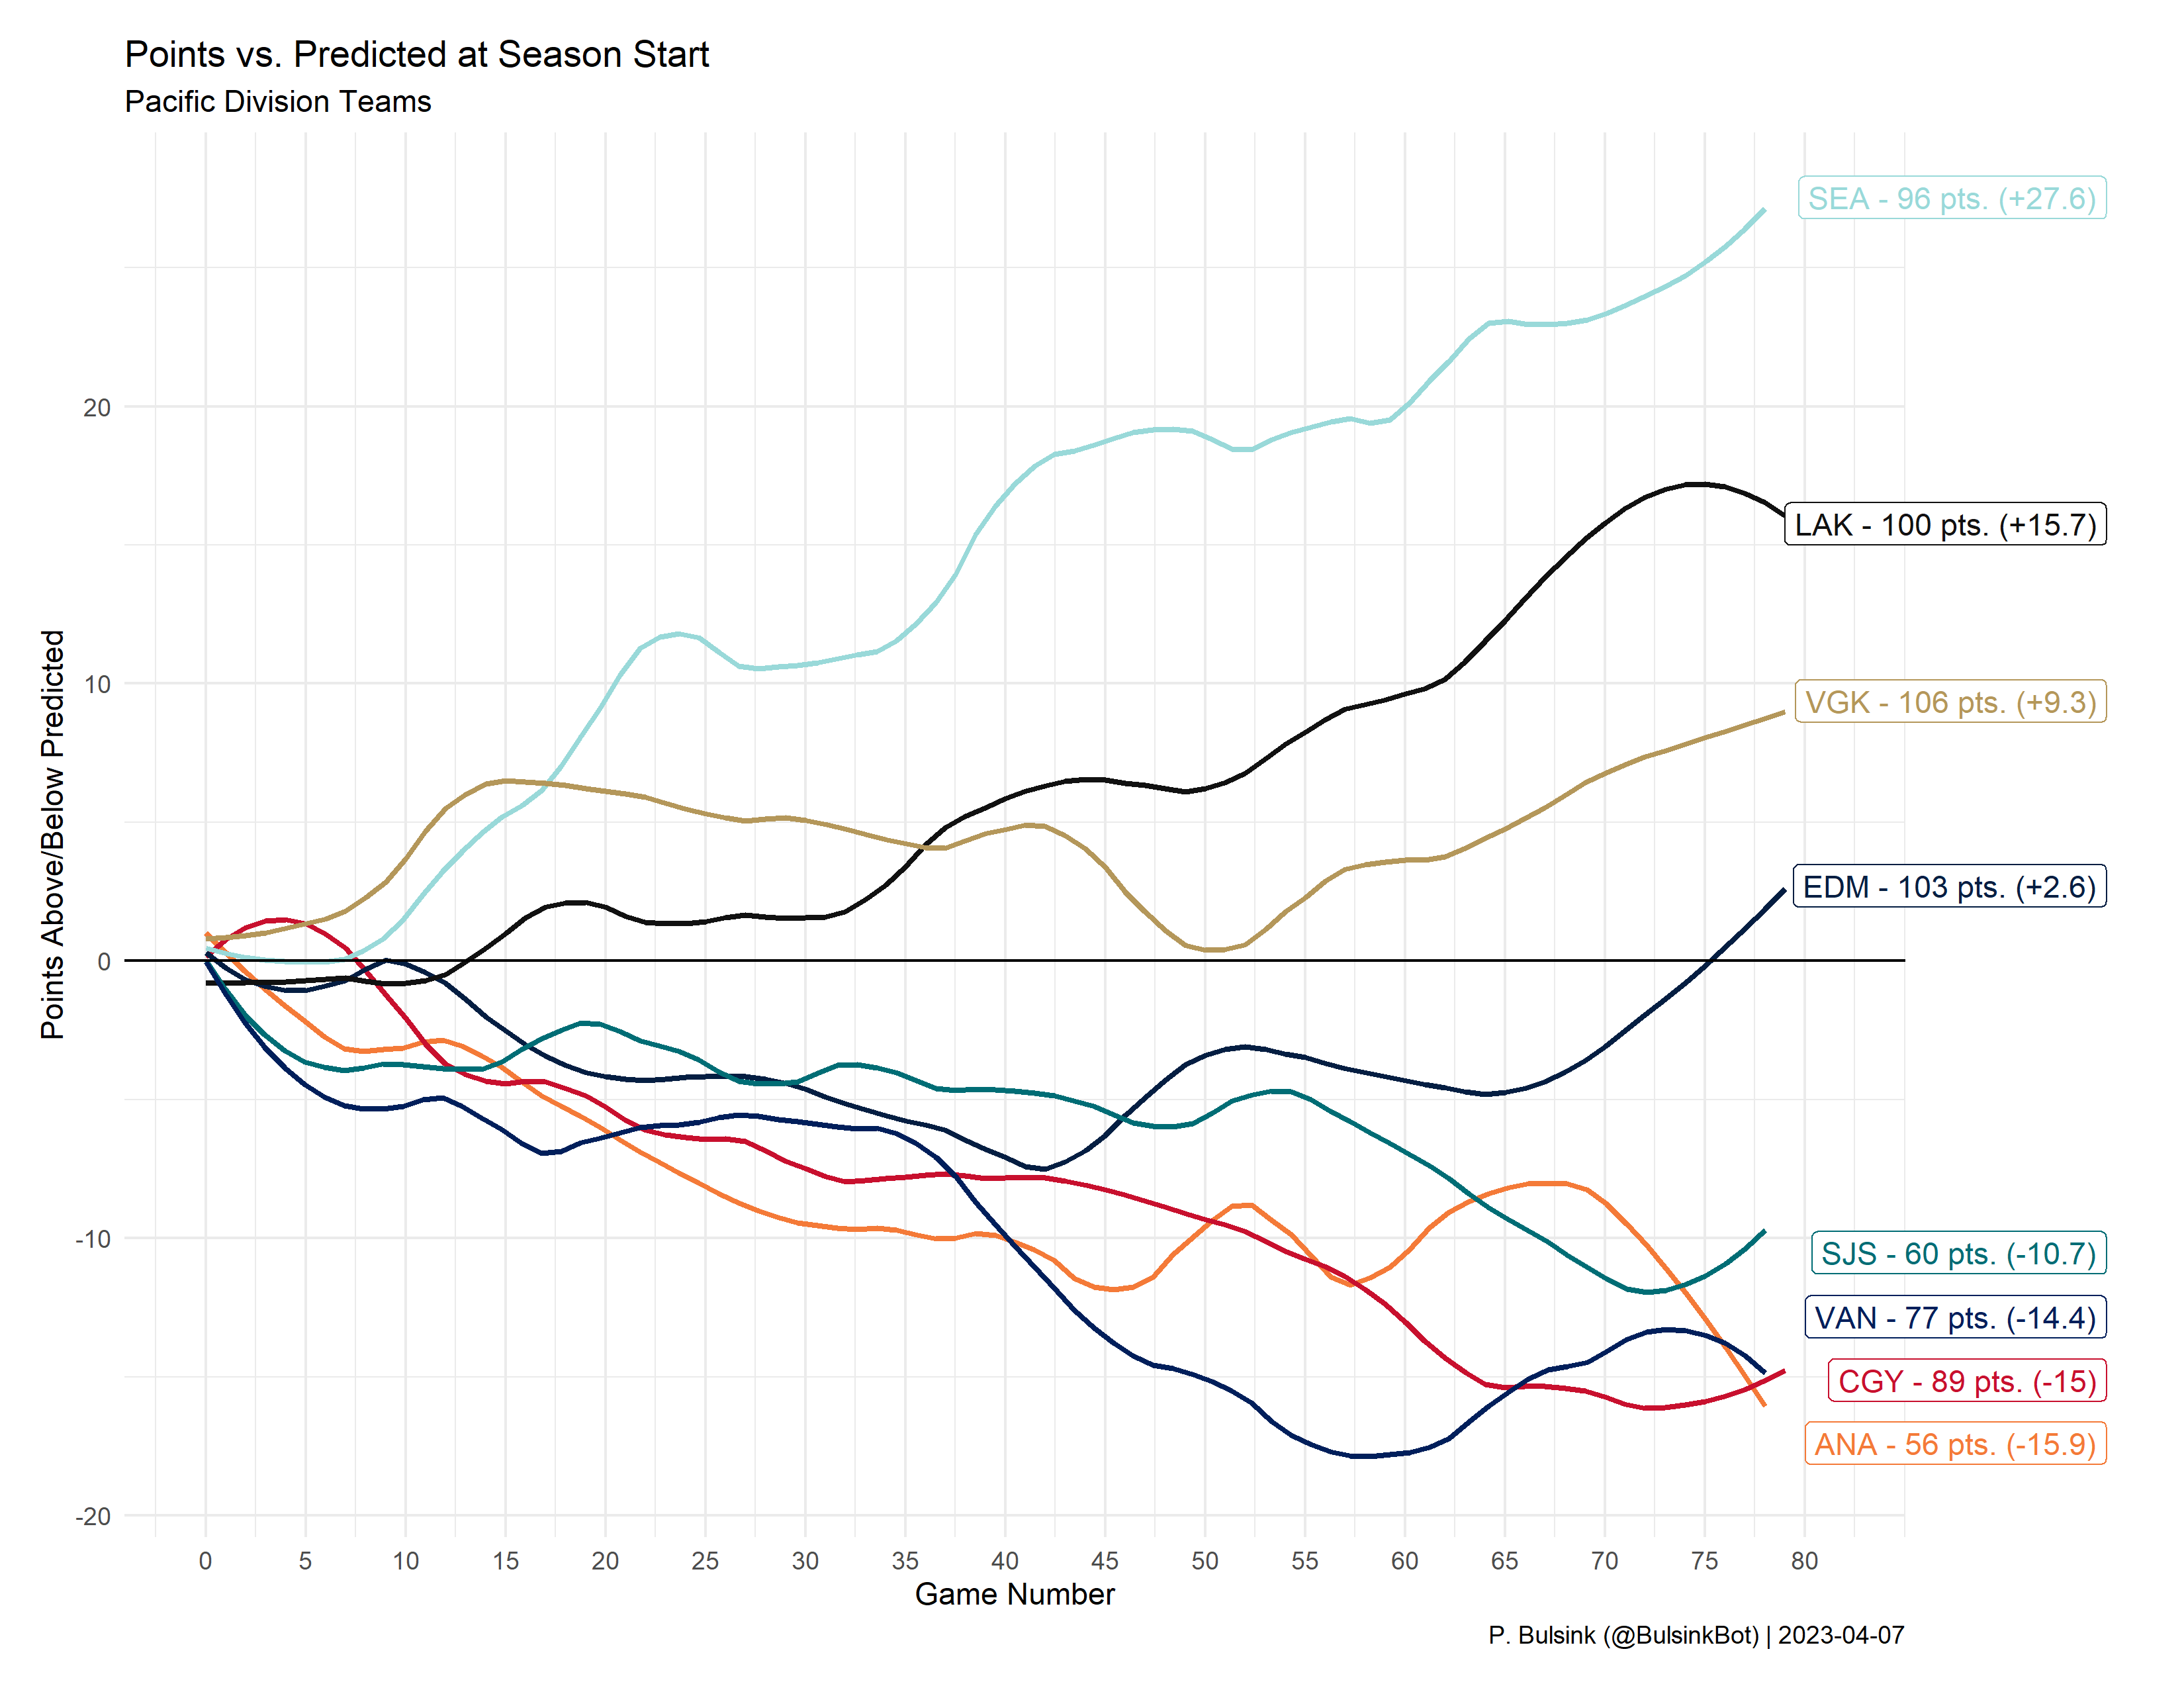 Points vs. Predicted at Season Start
Pacific Division Teams
Points Above/Below Predicted
20
10
0
-10
-20
SEA - 96 pts. (+27.6)
LAK - 100 pts. (+15.7)
VGK - 106 pts. (+9.3)
EDM - 103 pts. (+2.6)
SJS - 60 pts. (-10.7)
VAN - 77 pts. (-14.4)
CGY - 89 pts. (-15)
ANA - 56 pts. (-15.9)
0 5 10 15 20 25 30 35 40 45 50 55 60 65 70 75 80
Game Number
P. Bulsink (@BulsinkBot) | 2023-04-07